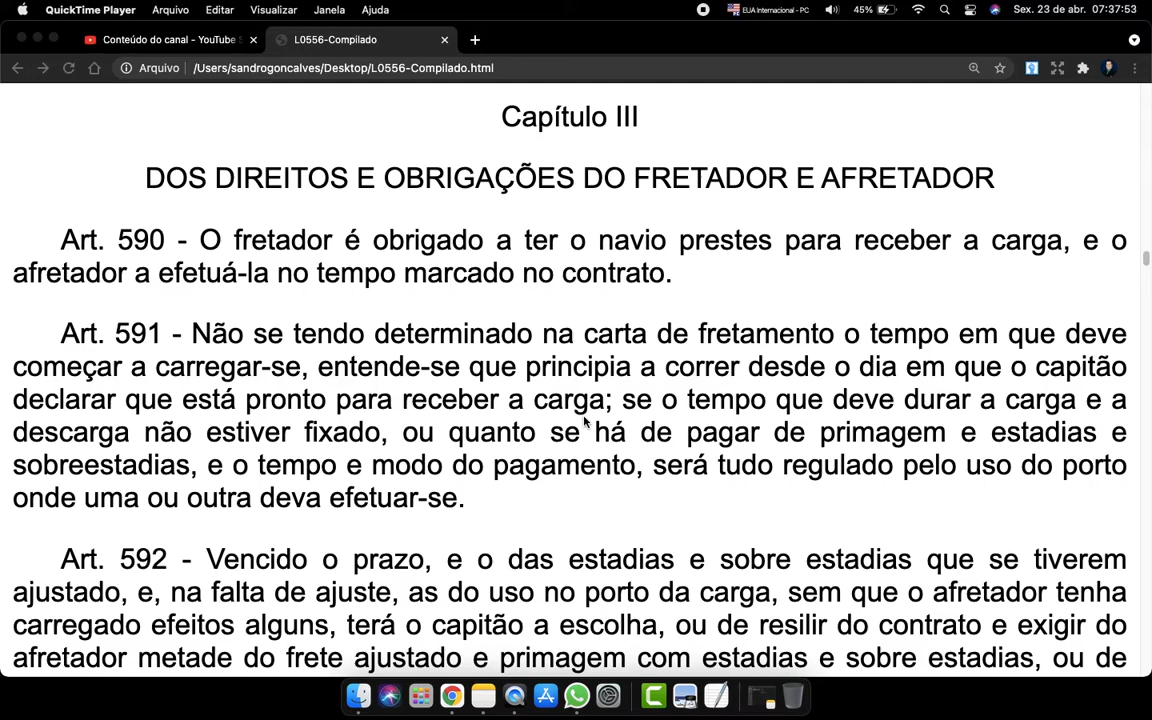 QuickTime Player Arquivo Editar Visualizar Janela Ajuda EUA Internacional - PC 45% Sex. 23 de abr. 07:37:53
Conteúdo do canal - YouTube L0556-Compilado
Arquivo /Users/sandrogoncalves/Desktop/L0556-Compilado.html
Capítulo III
DOS DIREITOS E OBRIGAÇÕES DO FRETADOR E AFRETADOR
Art. 590 - O fretador é obrigado a ter o navio prestes para receber a carga, e o
afretador a efetuá-la no tempo marcado no contrato.
Art. 591 - Não se tendo determinado na carta de fretamento o tempo em que deve
começar a carregar-se, entende-se que principia a correr desde o dia em que o capitão
declarar que está pronto para receber a carga; se o tempo que deve durar a carga e a
descarga não estiver fixado, ou quanto se há de pagar de primagem e estadias e
sobreestadias, e o tempo e modo do pagamento, será tudo regulado pelo uso do porto
onde uma ou outra deva efetuar-se.
Art. 592 - Vencido o prazo, e o das estadias e sobre estadias que se tiverem
ajustado, e, na falta de ajuste, as do uso no porto da carga, sem que o afretador tenha
carregado efeitos alguns, terá o capitão a escolha, ou de resilir do contrato e exigir do
afretador metade do frete ajustado e primagem com estadias e sobre estadias, ou de